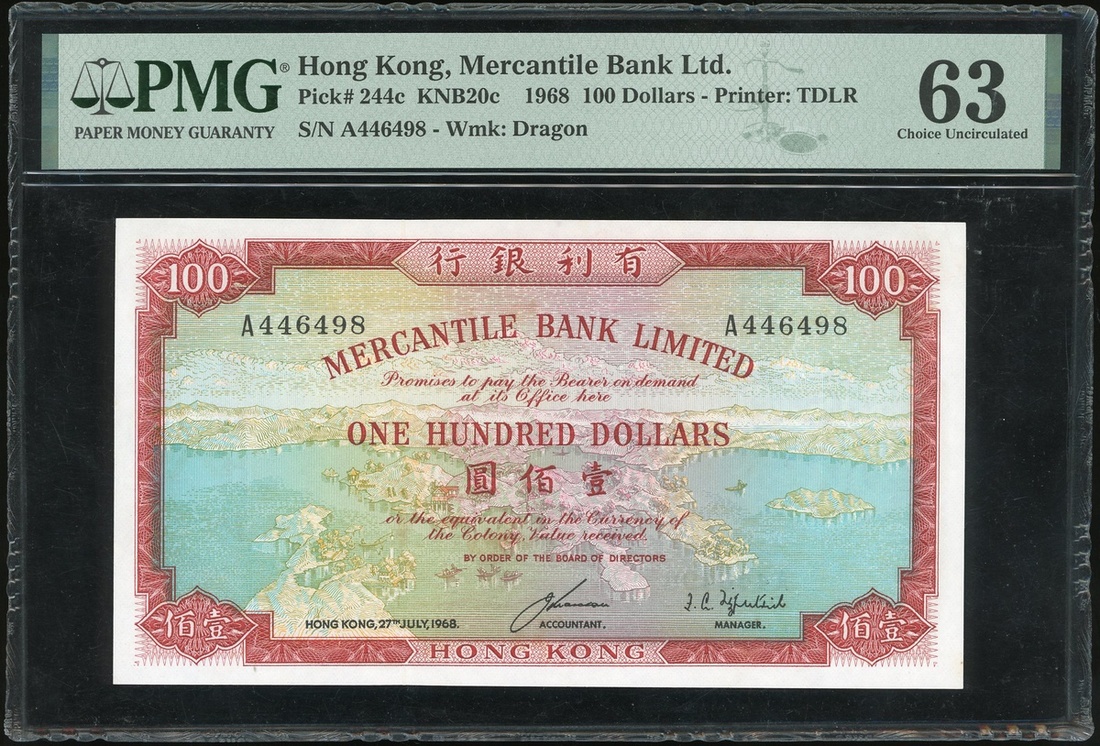 PMG®
PAPER MONEY GUARANTY
Hong Kong, Mercantile Bank Ltd.
Pick# 244c KNB20c 1968 100 Dollars - Printer: TDLR
S/N A446498 - Wmk: Dragon
63
Choice Uncirculated
100
行銀利有
100
A446498
A446498
MERCANTILE BANK LIMITED
Promises to pay the Bearer on demand
at its Office here
ONE HUNDRED DOLLARS
圓佰壹
or the equivalent in the Currency of
the Colony, Value received.
BY ORDER OF THE BOARD OF DIRECTORS
HONG KONG, 27TH JULY, 1968.
ACCOUNTANT.
MANAGER.
佰壹
HONG KONG
佰壹